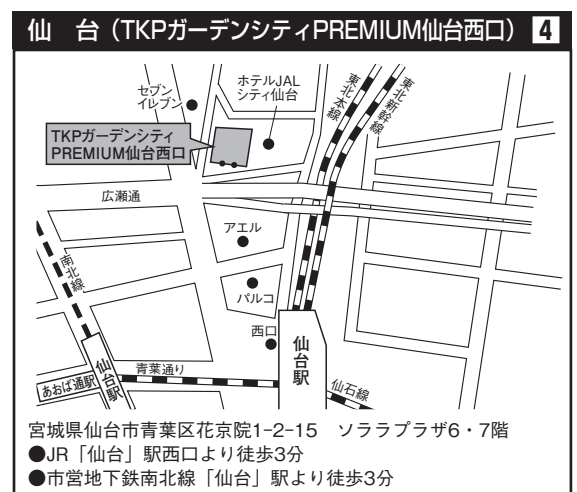 仙　台（TKPガーデンシティPREMIUM仙台西口）4
セブン
イレブン
ホテルJAL
シティ仙台
東北本線
東北新幹線
TKPガーデンシティ
PREMIUM仙台西口
広瀬通
アエル
南北線
パルコ
西口
仙台駅
仙台駅
青葉通り
あおば通駅
仙石線
宮城県仙台市青葉区花京院1-2-15　ソララプラザ6・7階
●JR「仙台」駅西口より徒歩3分
●市営地下鉄南北線「仙台」駅より徒歩3分